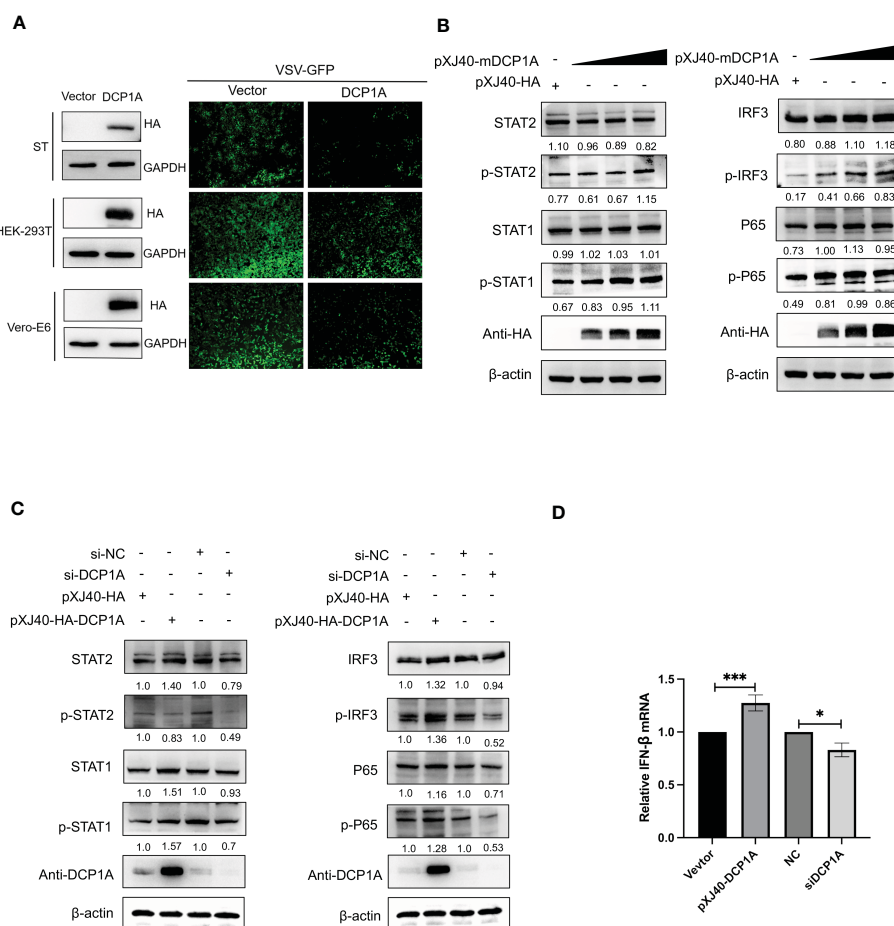 A
VSV-GFP
Vector DCP1A
Vector DCP1A
ST
HA
GAPDH
HEK-293T
HA
GAPDH
Vero-E6
HA
GAPDH
B
pXJ40-mDCP1A -
pXJ40-HA + - - -
STAT2
1.10 0.96 0.89 0.82
p-STAT2
0.77 0.61 0.67 1.15
STAT1
0.99 1.02 1.03 1.01
p-STAT1
0.67 0.83 0.95 1.11
Anti-HA
β-actin
pXJ40-mDCP1A -
pXJ40-HA + - - -
IRF3
0.80 0.88 1.10 1.18
p-IRF3
0.17 0.41 0.66 0.83
P65
0.73 1.00 1.13 0.95
p-P65
0.49 0.81 0.99 0.86
Anti-HA
β-actin
C
si-NC - - + -
si-DCP1A - - - +
pXJ40-HA + - - -
pXJ40-HA-DCP1A - + - -
STAT2
1.0 1.40 1.0 0.79
p-STAT2
1.0 0.83 1.0 0.49
STAT1
1.0 1.51 1.0 0.93
p-STAT1
1.0 1.57 1.0 0.7
Anti-DCP1A
β-actin
si-NC - - + -
si-DCP1A - - - +
pXJ40-HA + - - -
pXJ40-HA-DCP1A - + - -
IRF3
1.0 1.32 1.0 0.94
p-IRF3
1.0 1.36 1.0 0.52
P65
1.0 1.16 1.0 0.71
p-P65
1.0 1.28 1.0 0.53
Anti-DCP1A
β-actin
D
Relative IFN-β mRNA
1.5
1.0
0.5
0.0
***
*
Vevtor
pXJ40-DCP1A
NC
siDCP1A